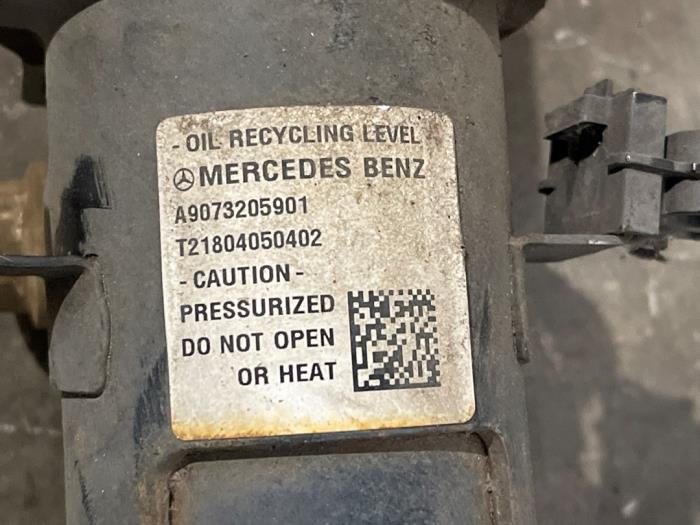 - OIL RECYCLING LEVEL
MERCEDES BENZ
A9073205901
T21804050402
- CAUTION -
PRESSURIZED
DO NOT OPEN
OR HEAT